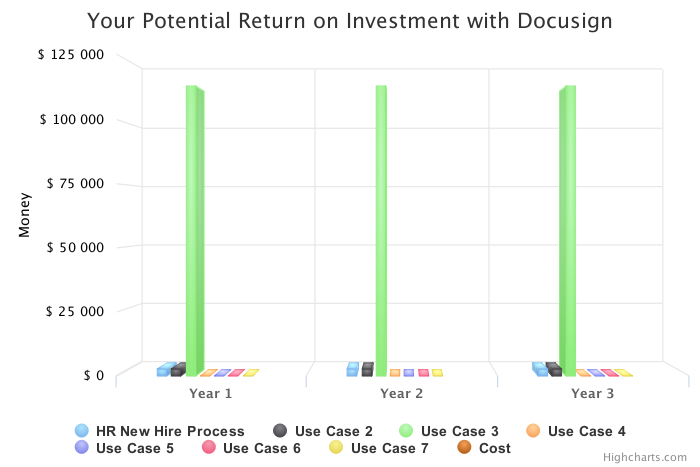 Your Potential Return on Investment with Docusign
$ 125 000
$ 100 000
$ 75 000
$ 50 000
$ 25 000
$ 0
Money
Year 1
Year 2
Year 3
HR New Hire Process
Use Case 2
Use Case 3
Use Case 4
Use Case 5
Use Case 6
Use Case 7
Cost
Highcharts.com